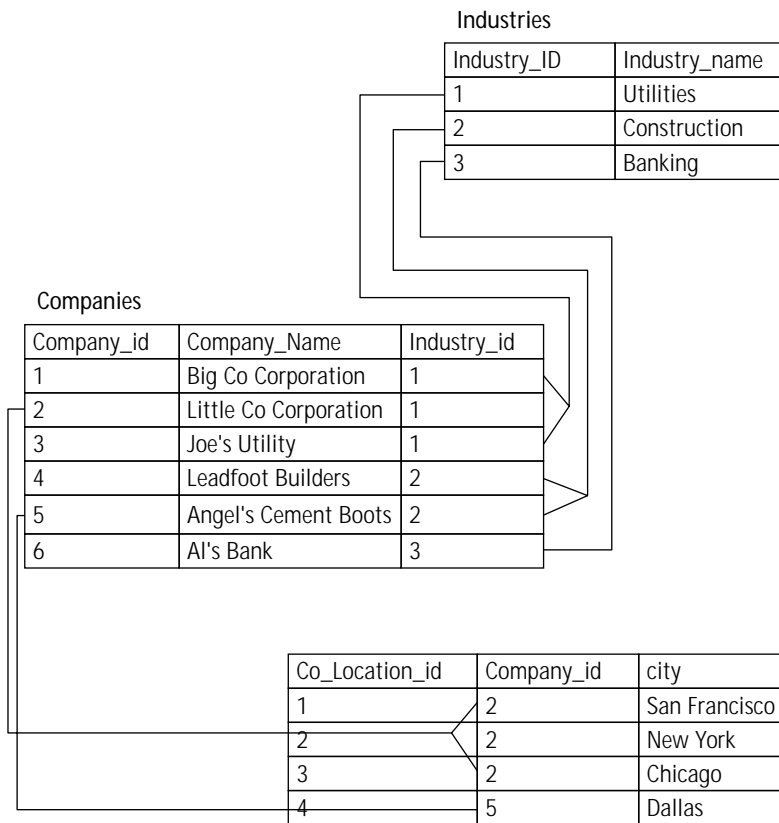 Industries
Industry_ID Industry_name
1 Utilities
2 Construction
3 Banking
Companies
Company_id Company_Name Industry_id
1 Big Co Corporation 1
2 Little Co Corporation 1
3 Joe's Utility 1
4 Leadfoot Builders 2
5 Angel's Cement Boots 2
6 Al's Bank 3
Co_Location_id Company_id city
1 2 San Francisco
2 2 New York
3 2 Chicago
4 5 Dallas